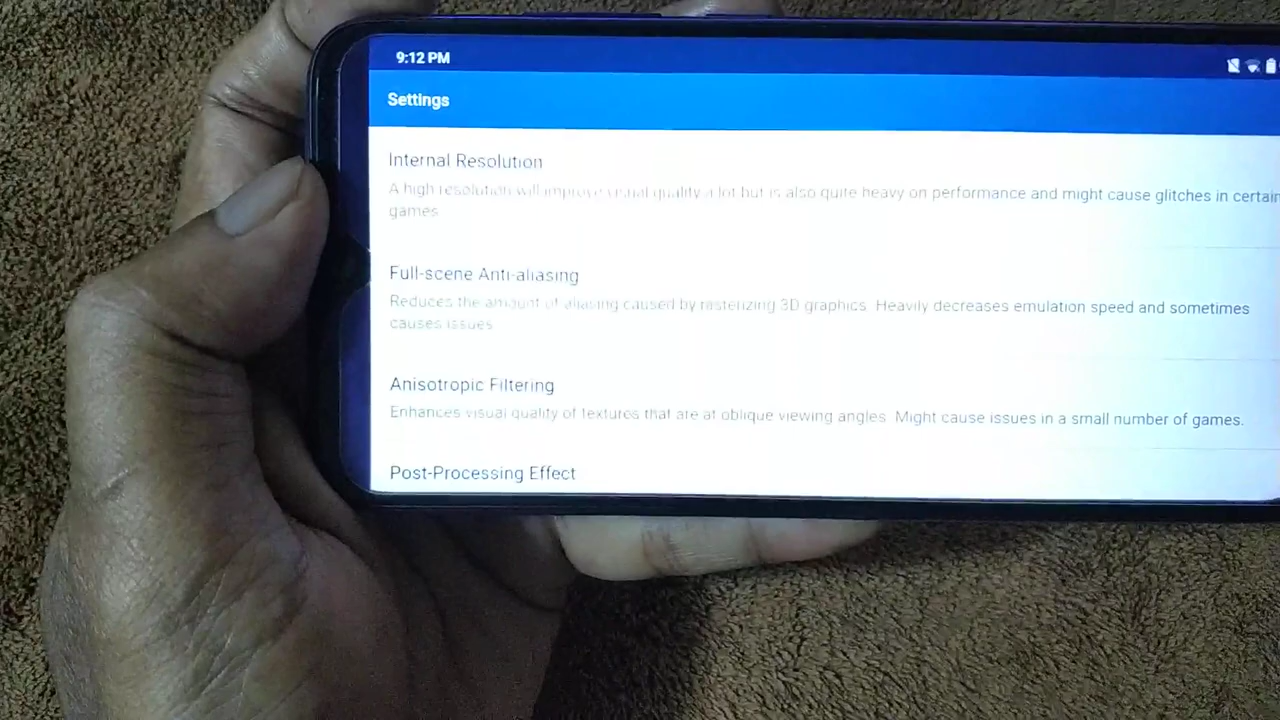 9:12 PM
Settings
Internal Resolution
A high resolution will improve visual quality a lot but is also quite heavy on performance and might cause glitches in certain
games
Full-scene Anti-aliasing
Reduces the amount of aliasing caused by rasterizing 3D graphics. Heavily decreases emulation speed and sometimes
causes issues
Anisotropic Filtering
Enhances visual quality of textures that are at oblique viewing angles. Might cause issues in a small number of games.
Post-Processing Effect